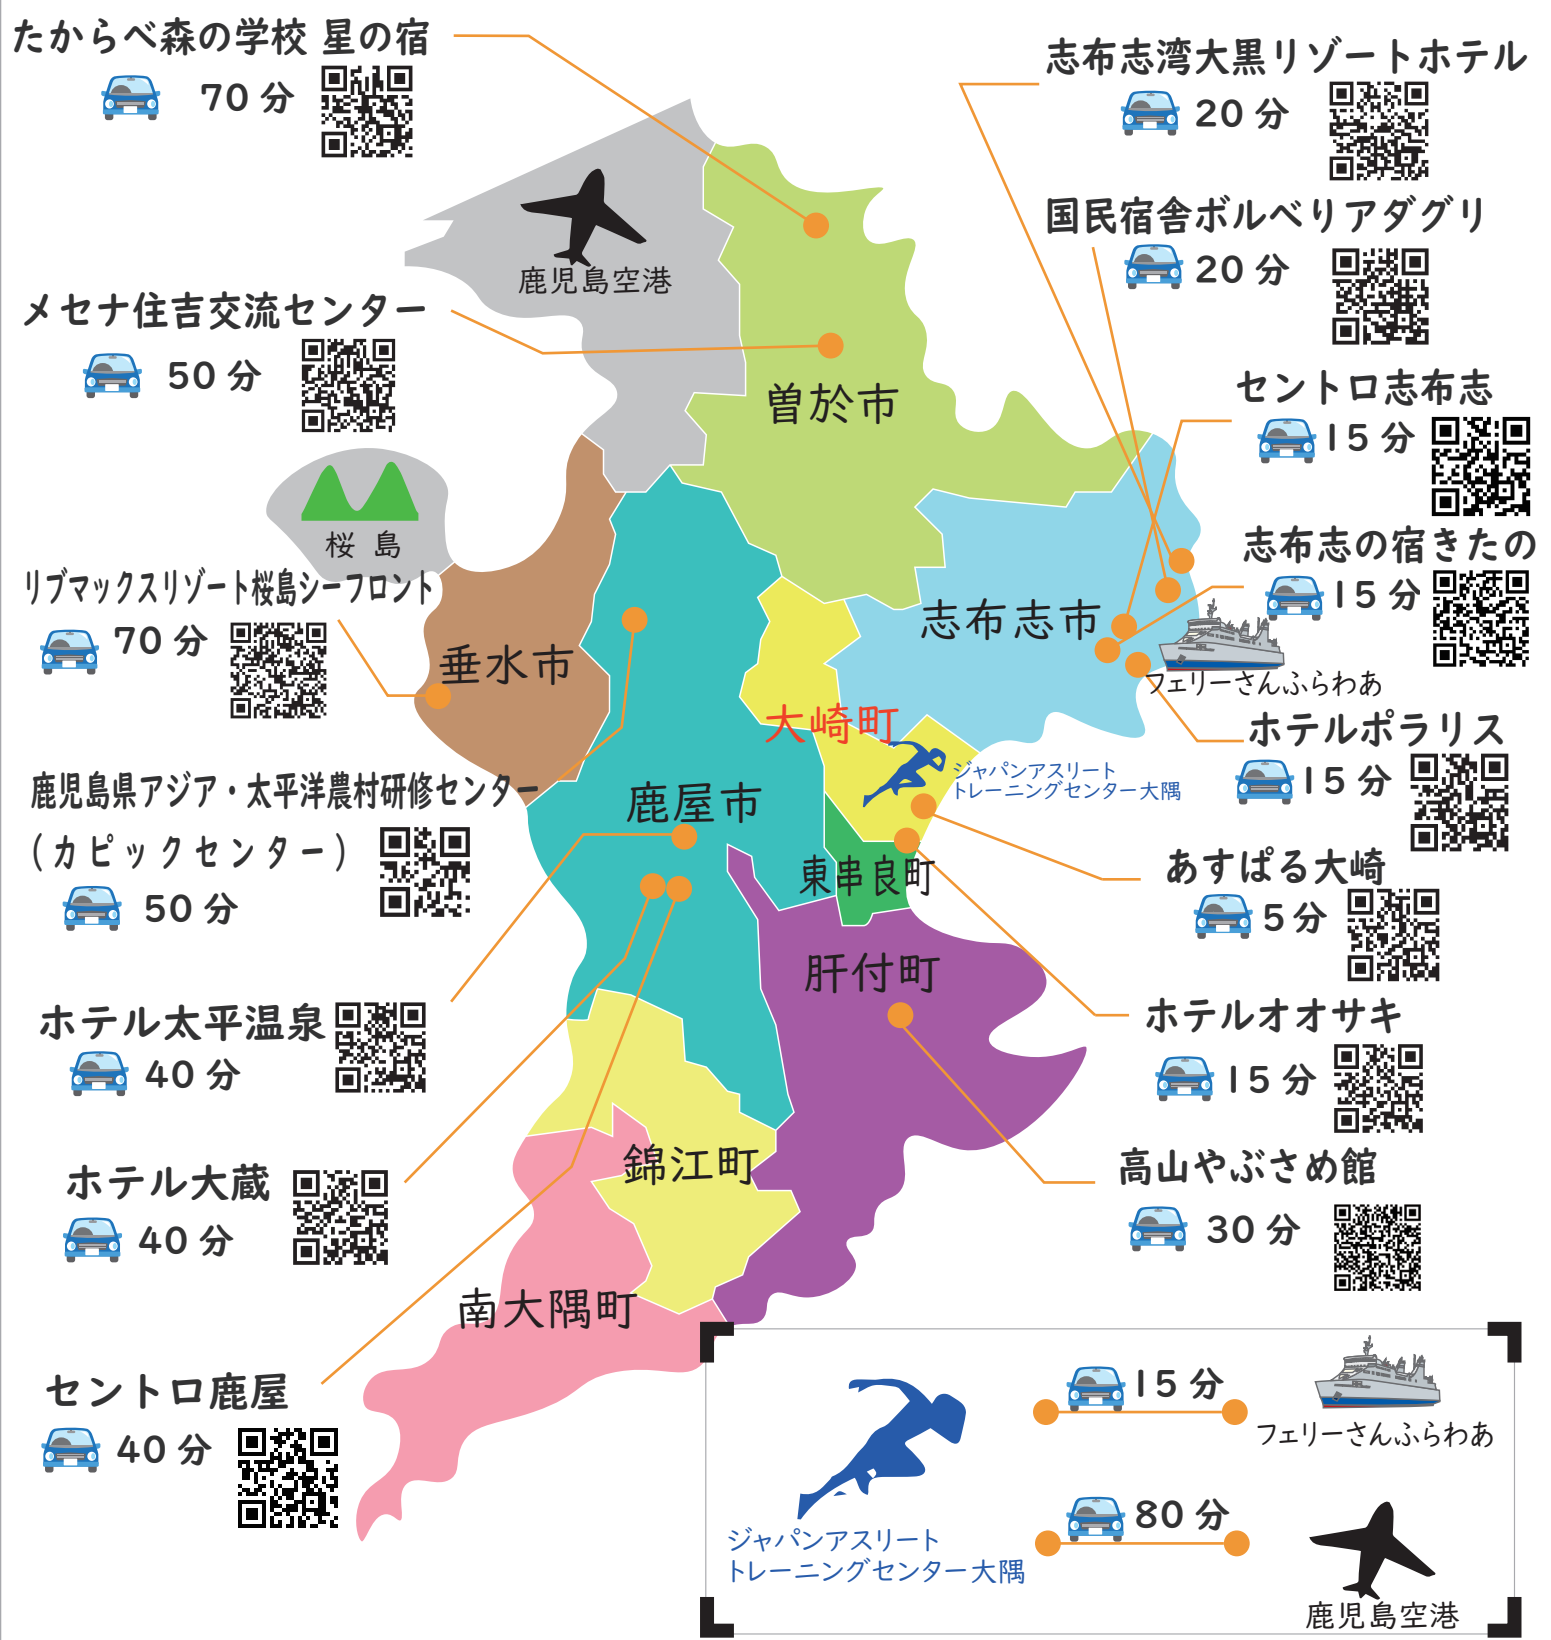 たからべ森の学校 星の宿
70 分
メセナ住吉交流センター
50 分
リブマックスリゾート桜島シーフロント
70 分
鹿児島県アジア・太平洋農村研修センター
(カピックセンター)
50 分
ホテル太平温泉
40 分
ホテル大蔵
40 分
セントロ鹿屋
40 分
志布志湾大黒リゾートホテル
20 分
国民宿舎ボルベリアダグリ
20 分
セントロ志布志
15 分
志布志の宿きたの
15 分
ホテルポラリス
15 分
あすぱる大崎
5 分
ホテルオオサキ
15 分
高山やぶさめ館
30 分
鹿児島空港
曽於市
桜 島
垂水市
志布志市
フェリーさんふらわあ
大崎町
ジャパンアスリート
トレーニングセンター大隅
鹿屋市
東串良町
肝付町
錦江町
南大隅町
ジャパンアスリート
トレーニングセンター大隅
15 分
フェリーさんふらわあ
80 分
鹿児島空港